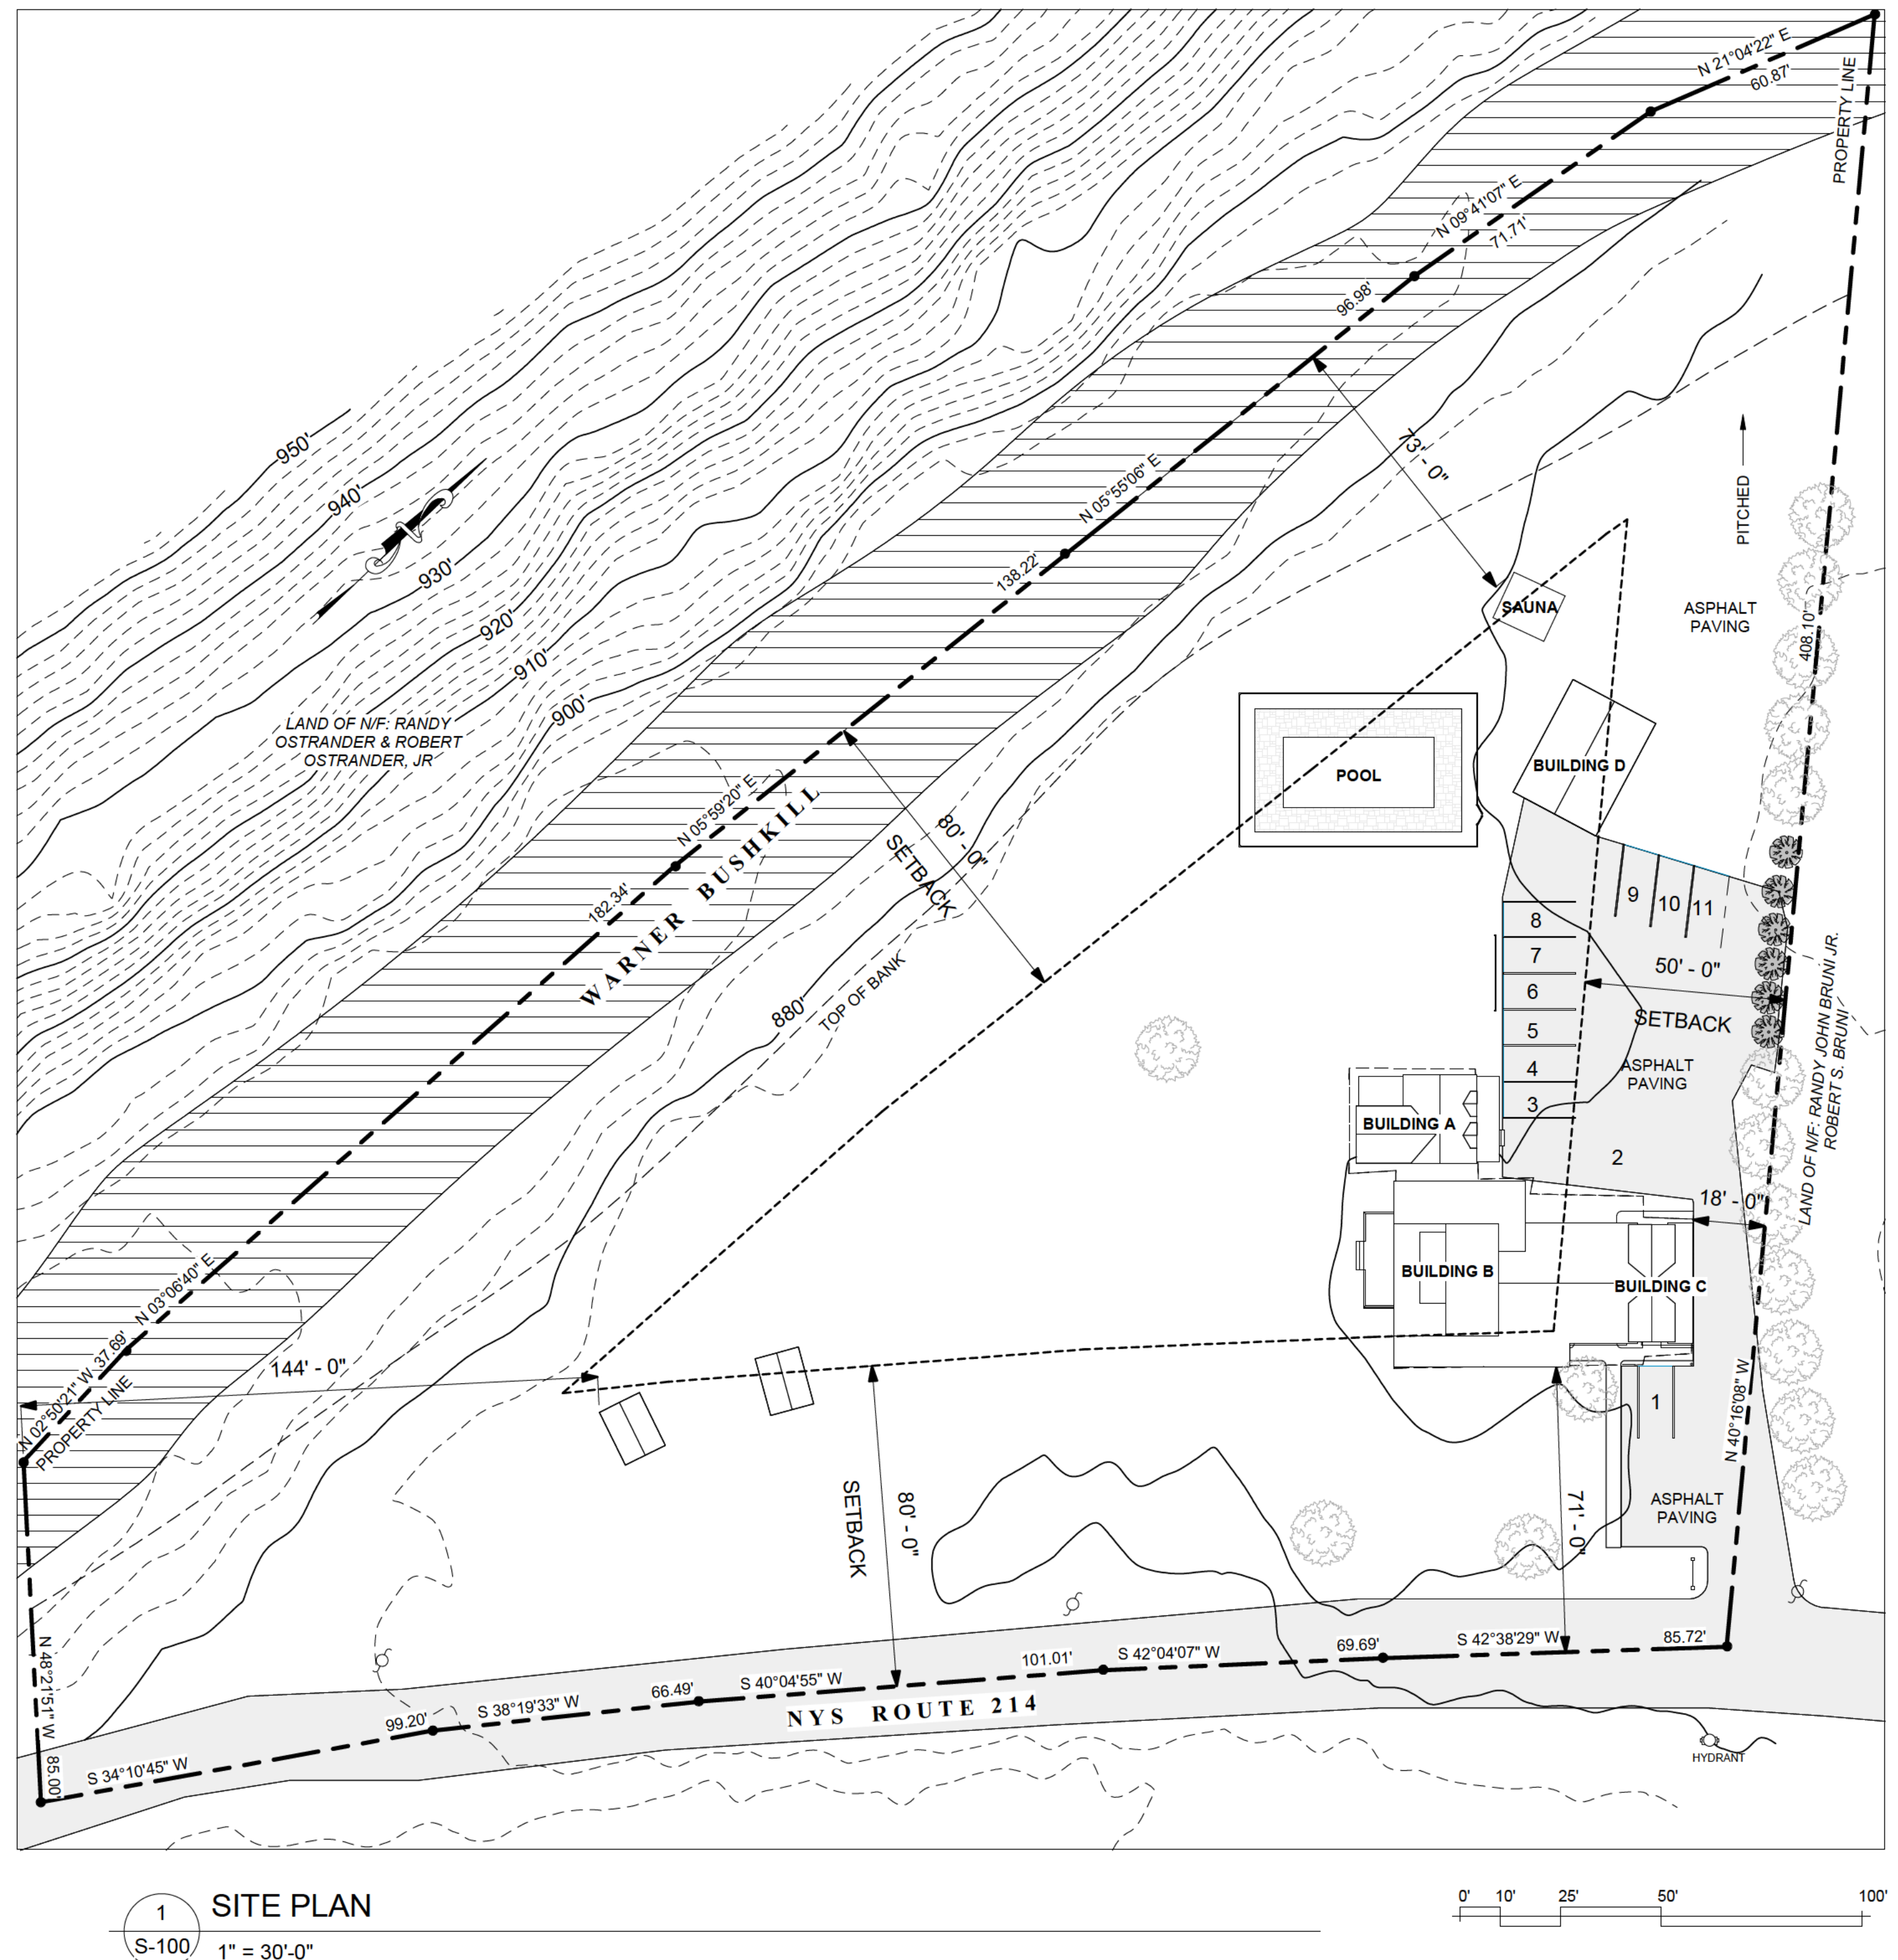 N 21°04'22" E
60.87'
PROPERTY LINE
N 09°41'07" E
71.71'
96.98'
73' - 0"
950'
940'
930'
920'
910'
900'
N 05°55'06" E
138.22'
PITCHED
SAUNA
ASPHALT
PAVING
408.10'
LAND OF N/F: RANDY
OSTRANDER & ROBERT
OSTRANDER, JR
BUILDING D
POOL
N 05°59'20" E
182.34'
WARNER BUSHKILL
80' - 0"
SETBACK
880'
TOP OF BANK
9
10
11
8
7
6
5
4
3
2
50' - 0"
SETBACK
ASPHALT
PAVING
LAND OF N/F: RANDY JOHN BRUNI JR.
ROBERT S. BRUNI
BUILDING A
18' - 0"
BUILDING B
BUILDING C
N 03°06'40" E
N 02°50'21" W 37.69'
PROPERTY LINE
144' - 0"
1
N 40°16'08" W
SETBACK
80' - 0"
71' - 0"
ASPHALT
PAVING
N 48°21'51" W 85.00'
S 34°10'45" W
99.20'
S 38°19'33" W
66.49'
S 40°04'55" W
101.01'
S 42°04'07" W
69.69'
S 42°38'29" W
85.72'
NYS ROUTE 214
HYDRANT
1
S-100
SITE PLAN
1" = 30'-0"
0' 10' 25' 50' 100'